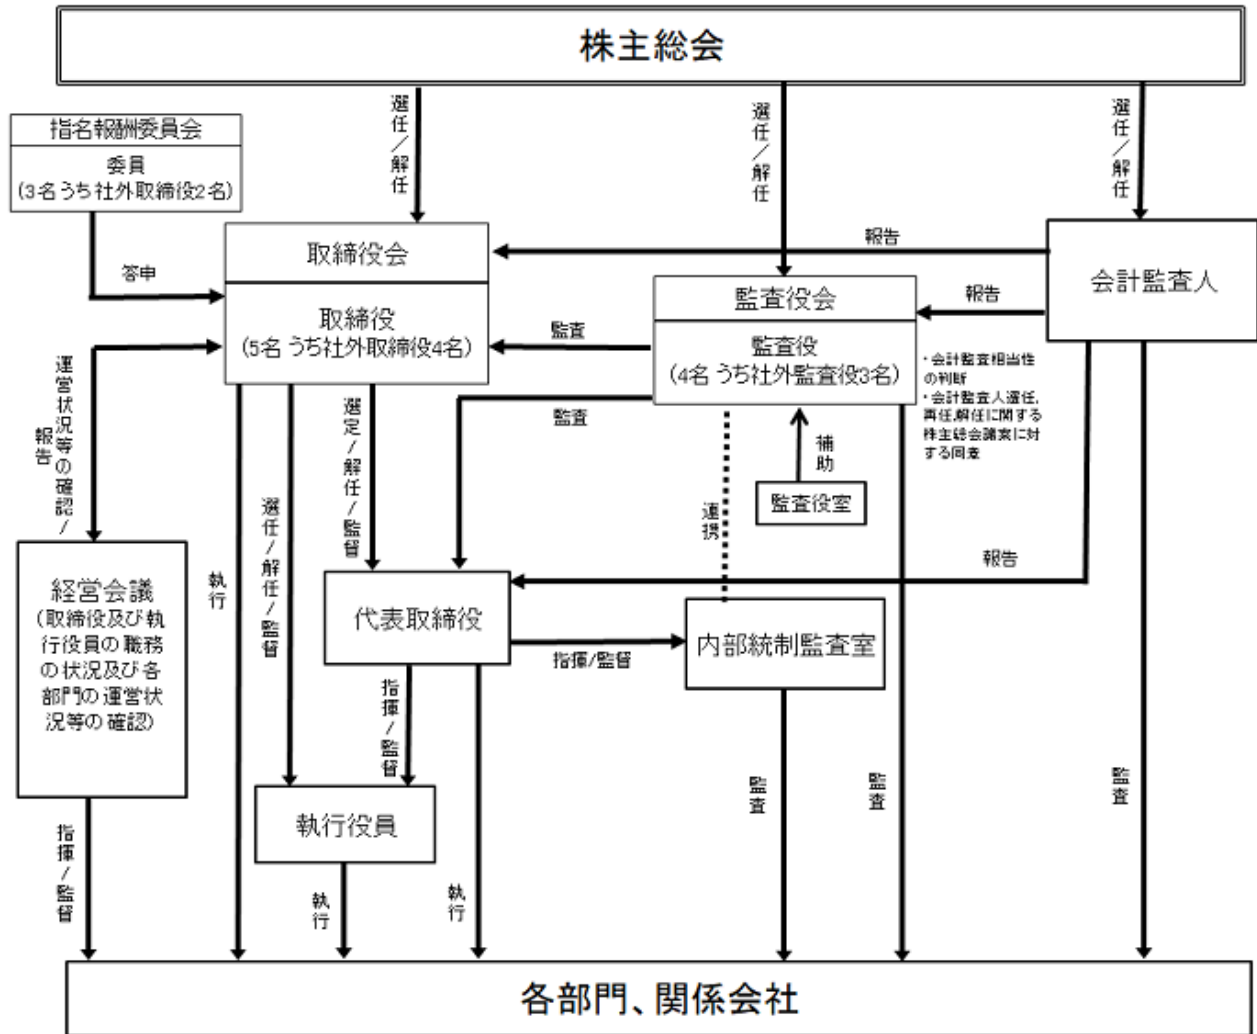 株主総会
選任/解任
選任/解任
選任/解任
指名報酬委員会
委員
(3名うち社外取締役2名)
答申
取締役会
取締役
(5名 うち社外取締役4名)
報告
会計監査人
監査役会
監査役
(4名 うち社外監査役3名)
報告
監査
・会計監査相当性
の判断
・会計監査人選任,
再任,解任に関する
株主総会議案に対
する同意
監査
運営状況等の確認/
報告
選定/解任/監督
補助
監査役室
連携
選任/解任/監督
執行
経営会議
(取締役及び執
行役員の職務
の状況及び各
部門の運営状
況等の確認)
代表取締役
報告
指揮/監督
内部統制監査室
指揮/監督
監査
監査
監査
執行役員
指揮/監督
執行
執行
各部門、関係会社